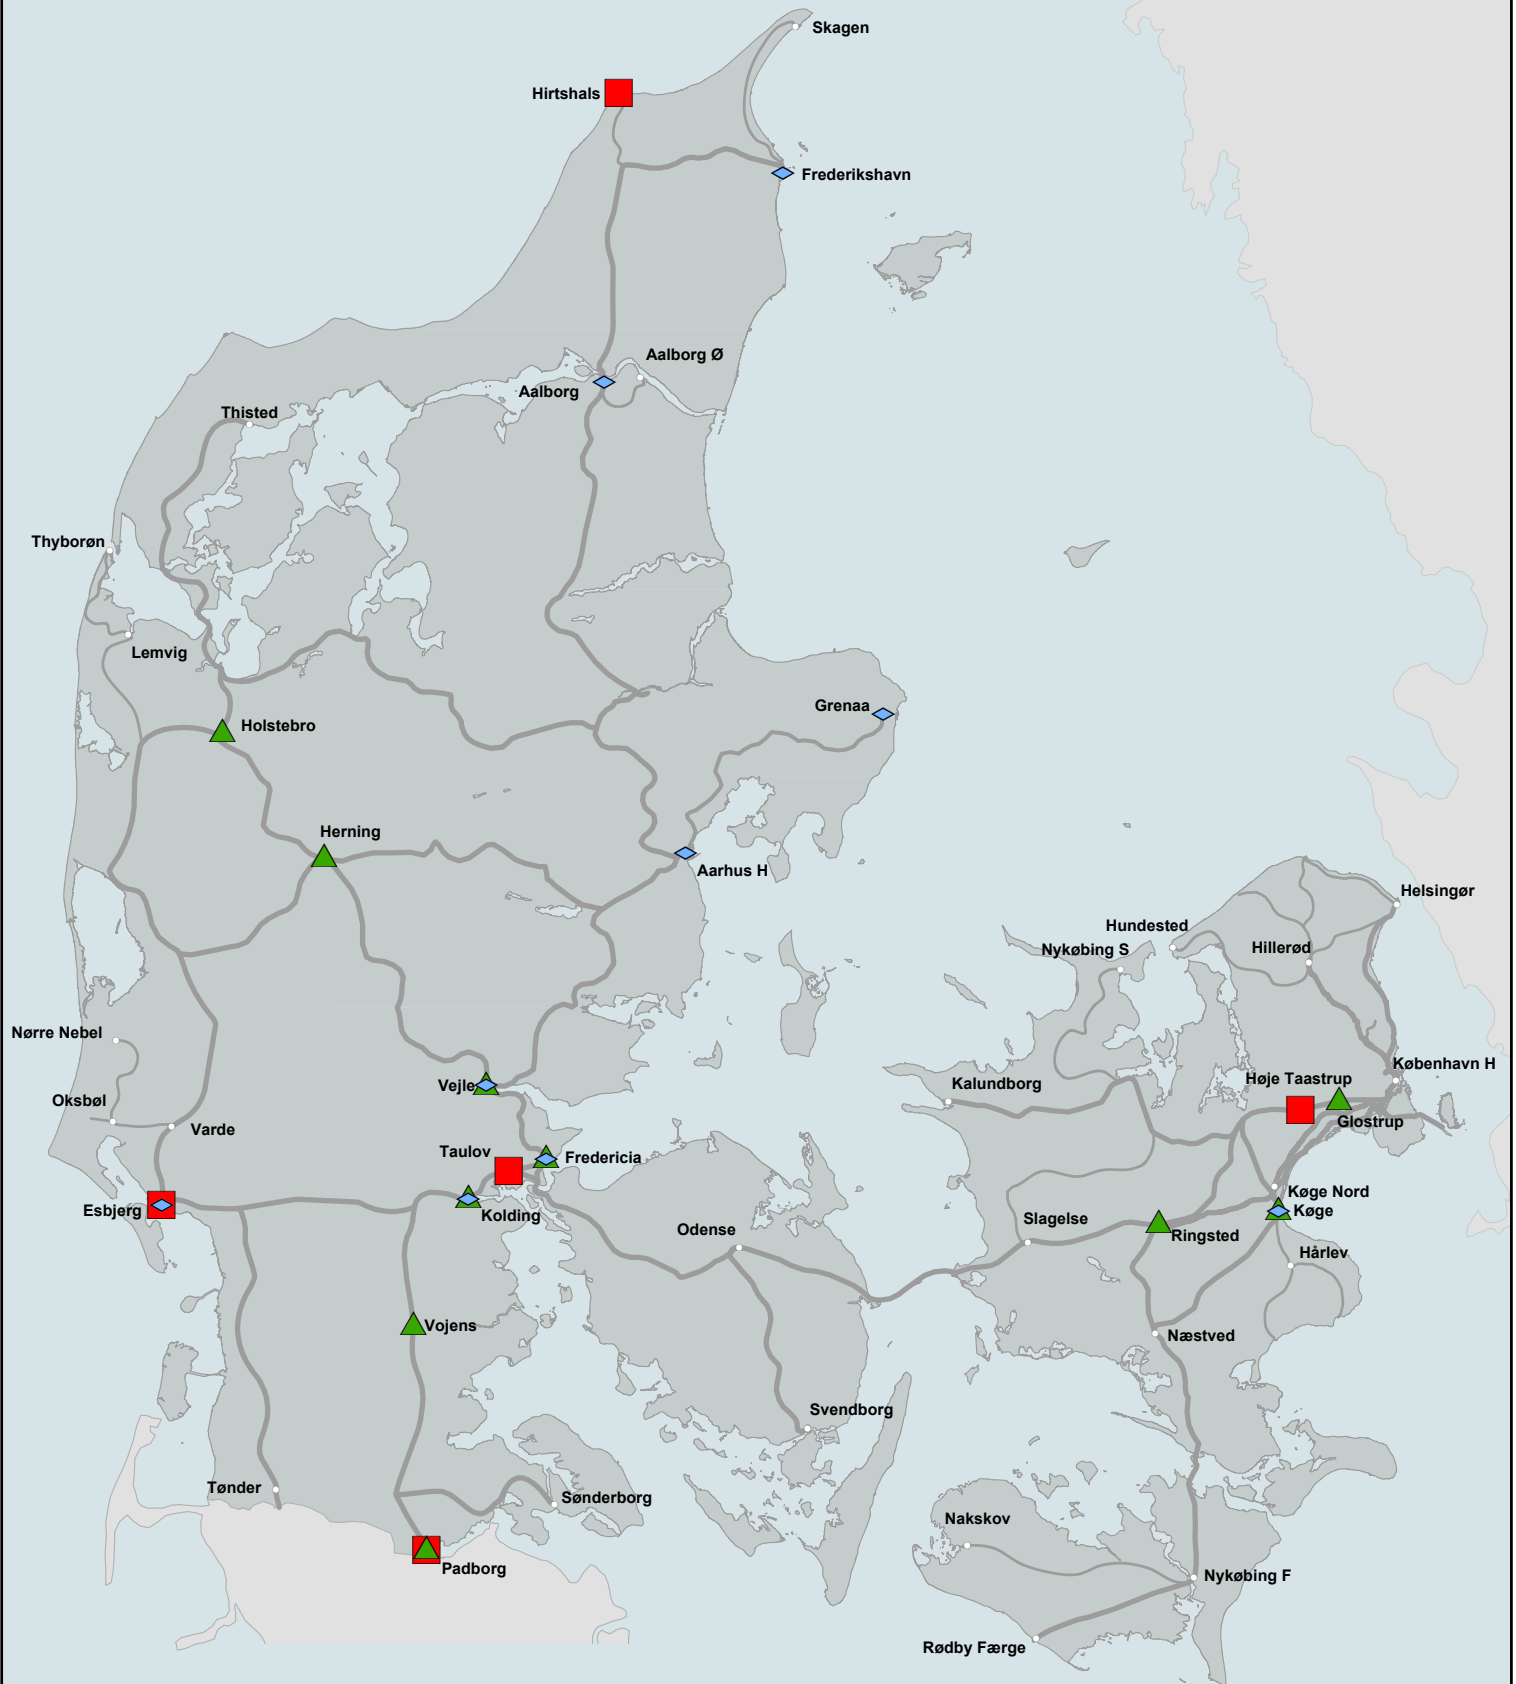 Skagen
Hirtshals
Frederikshavn
Aalborg Ø
Aalborg
Thisted
Thyborøn
Lemvig
Grenaa
Holstebro
Herning
Aarhus H
Helsingør
Hundested
Nykøbing S
Hillerød
Nørre Nebel
København H
Høje Taastrup
Vejle
Kalundborg
Oksbøl
Glostrup
Varde
Taulov
Fredericia
Køge Nord
Esbjerg
Køge
Kolding
Slagelse
Odense
Ringsted
Hårlev
Vojens
Næstved
Svendborg
Tønder
Sønderborg
Nakskov
Padborg
Nykøbing F
Rødby Færge